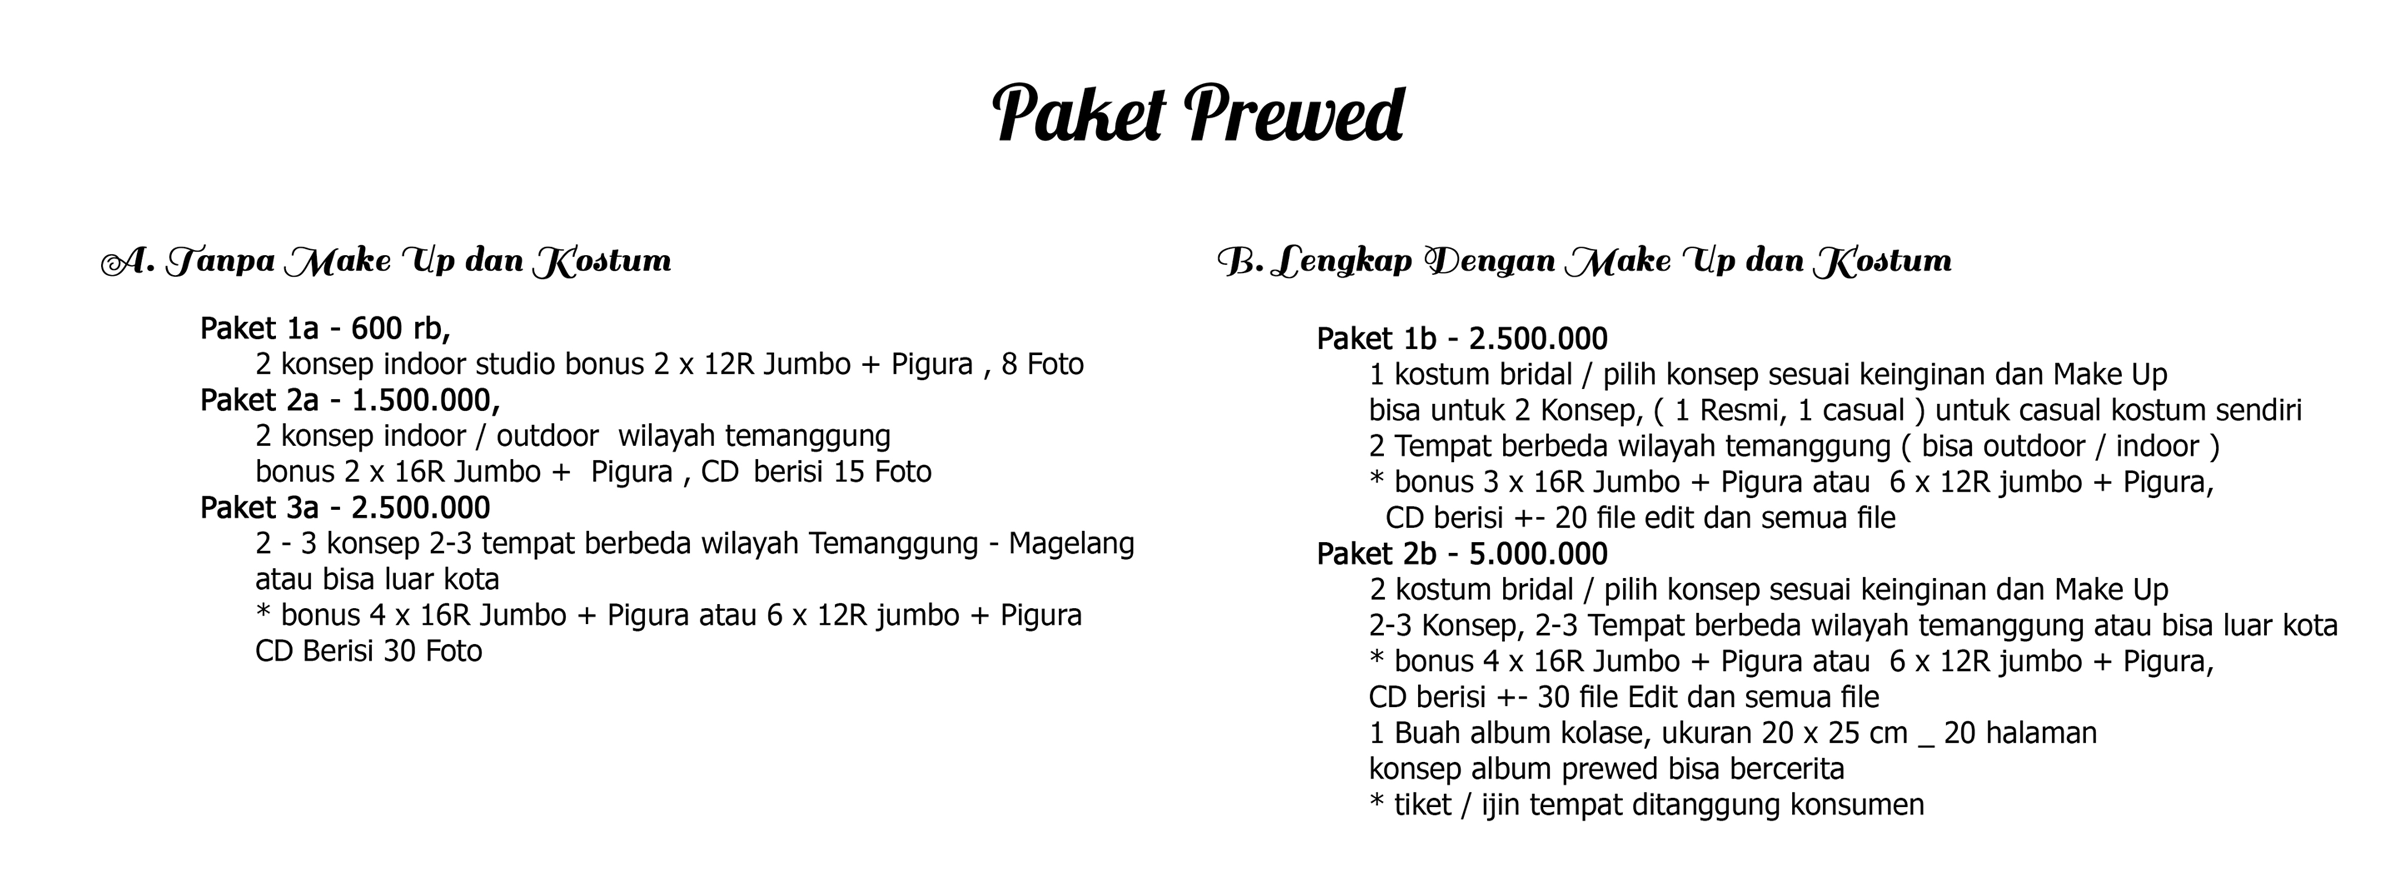 Paket Prewed
A. Tanpa Make Up dan Kostum
Paket 1a - 600 rb,
2 konsep indoor studio bonus 2 x 12R Jumbo + Pigura , 8 Foto
Paket 2a - 1.500.000,
2 konsep indoor / outdoor  wilayah temanggung
bonus 2 x 16R Jumbo +  Pigura , CD  berisi 15 Foto
Paket 3a - 2.500.000
2 - 3 konsep 2-3 tempat berbeda wilayah Temanggung - Magelang
atau bisa luar kota
* bonus 4 x 16R Jumbo + Pigura atau 6 x 12R jumbo + Pigura
CD Berisi 30 Foto
B. Lengkap Dengan Make Up dan Kostum
Paket 1b - 2.500.000
1 kostum bridal / pilih konsep sesuai keinginan dan Make Up
bisa untuk 2 Konsep, ( 1 Resmi, 1 casual ) untuk casual kostum sendiri
2 Tempat berbeda wilayah temanggung ( bisa outdoor / indoor )
* bonus 3 x 16R Jumbo + Pigura atau  6 x 12R jumbo + Pigura,
CD berisi +- 20 file edit dan semua file
Paket 2b - 5.000.000
2 kostum bridal / pilih konsep sesuai keinginan dan Make Up
2-3 Konsep, 2-3 Tempat berbeda wilayah temanggung atau bisa luar kota
* bonus 4 x 16R Jumbo + Pigura atau  6 x 12R jumbo + Pigura,
CD berisi +- 30 file Edit dan semua file
1 Buah album kolase, ukuran 20 x 25 cm _ 20 halaman
konsep album prewed bisa bercerita
* tiket / ijin tempat ditanggung konsumen